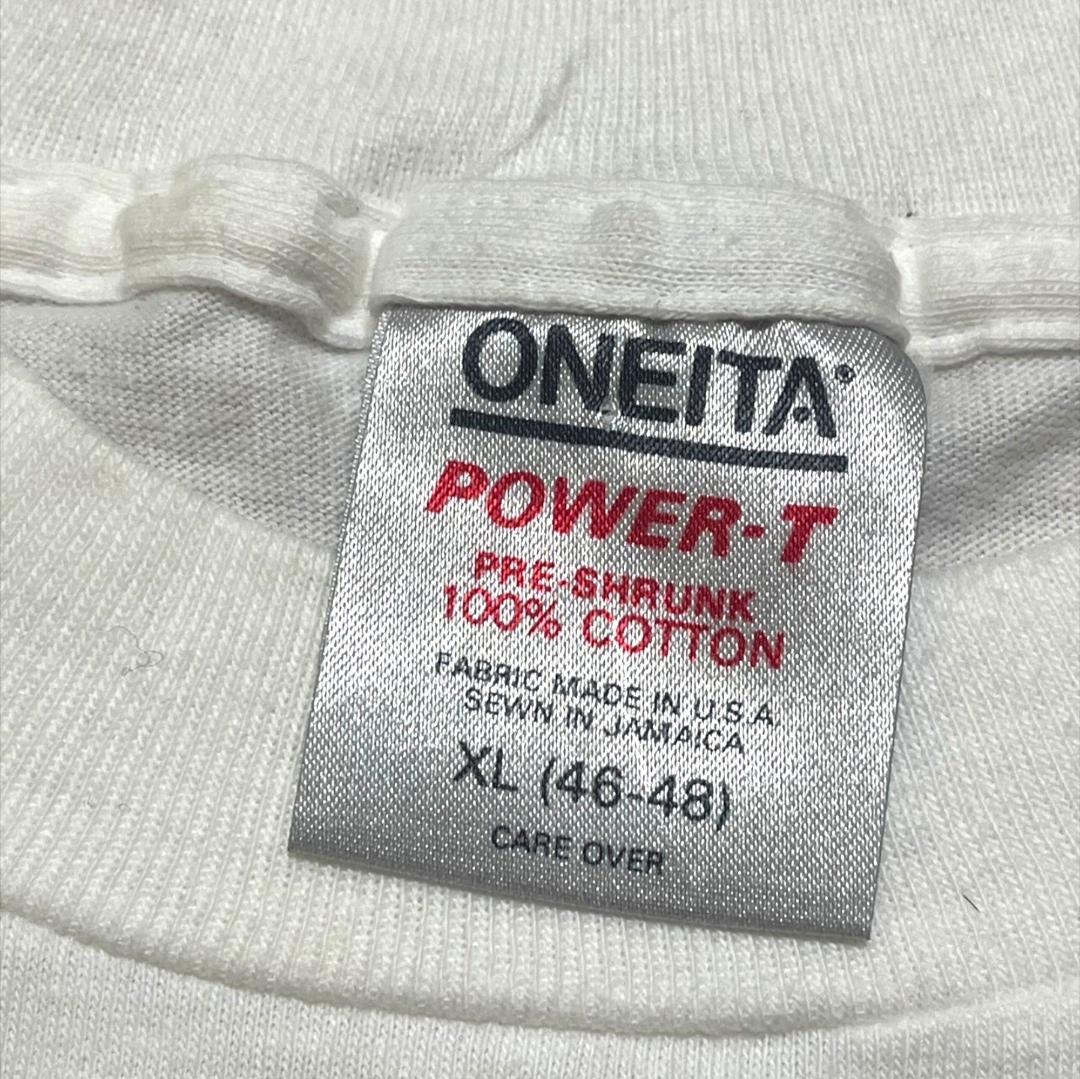 ONEITA®
POWER-T
PRE-SHRUNK
100% COTTON
FABRIC MADE IN U.S.A.
SEWN IN JAMAICA
XL (46-48)
CARE OVER